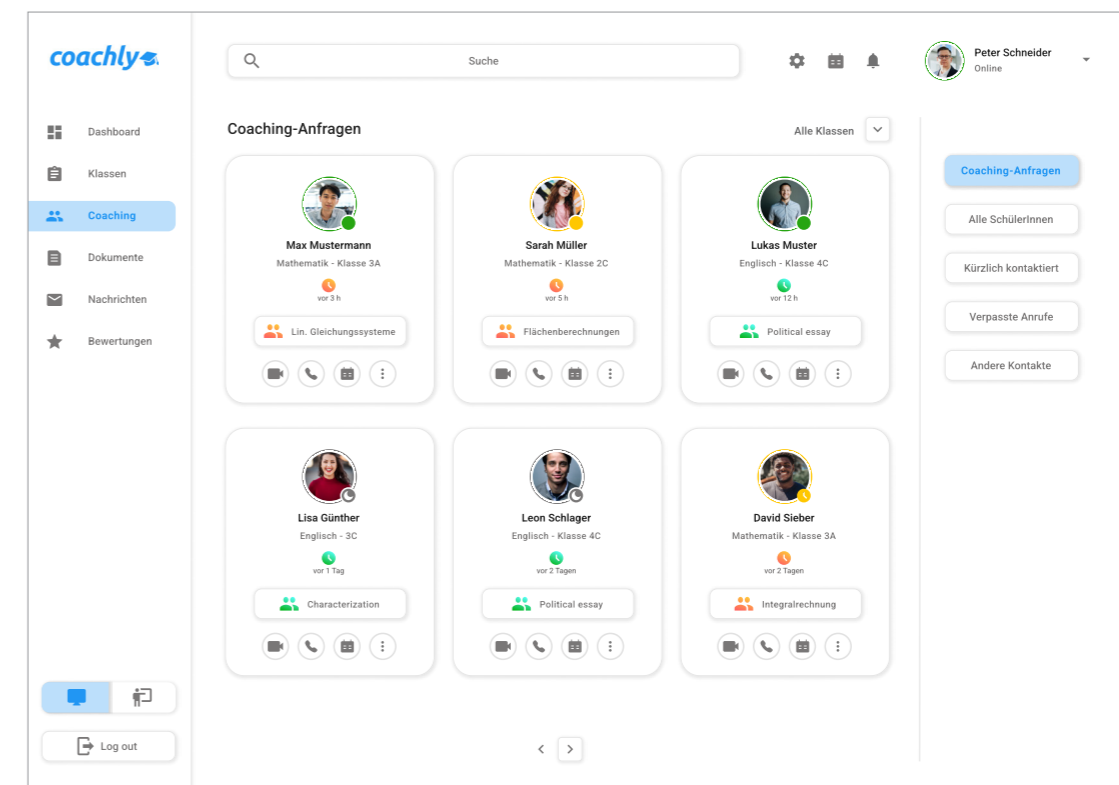 coachly
Suche
Peter Schneider
Online
Dashboard
Klassen
Coaching
Dokumente
Nachrichten
Bewertungen
Log out
Coaching-Anfragen
Alle Klassen
Max Mustermann
Mathematik - Klasse 3A
vor 3 h
Lin. Gleichungssysteme
Sarah Müller
Mathematik - Klasse 2C
vor 5 h
Flächenberechnungen
Lukas Muster
Englisch - Klasse 4C
vor 12 h
Political essay
Lisa Günther
Englisch - 3C
vor 1 Tag
Characterization
Leon Schlager
Englisch - Klasse 4C
vor 2 Tagen
Political essay
David Sieber
Mathematik - Klasse 3A
vor 2 Tagen
Integralrechnung
Coaching-Anfragen
Alle SchülerInnen
Kürzlich kontaktiert
Verpasste Anrufe
Andere Kontakte